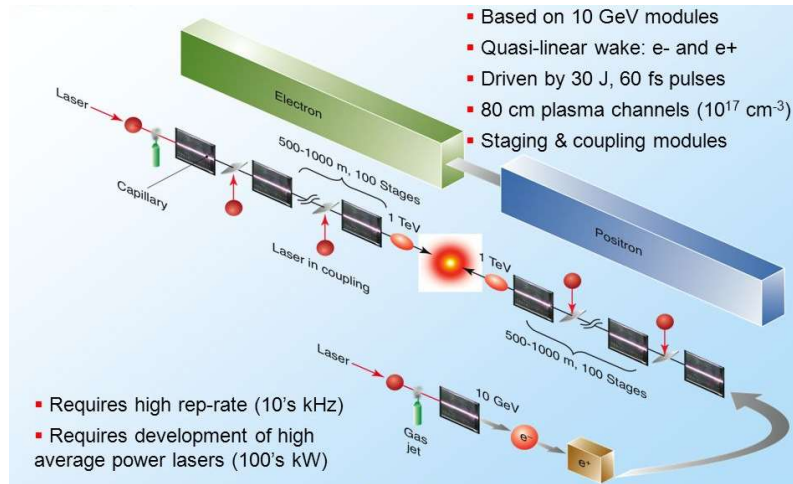 ▪ Based on 10 GeV modules
▪ Quasi-linear wake: e- and e+
▪ Driven by 30 J, 60 fs pulses
▪ 80 cm plasma channels (10¹⁷ cm⁻³)
▪ Staging & coupling modules
Electron
Laser
Capillary
500-1000 m, 100 Stages
1 TeV
Laser in coupling
Positron
1 TeV
500-1000 m, 100 Stages
Laser
10 GeV
Gas
jet
e⁻
e⁺
▪ Requires high rep-rate (10's kHz)
▪ Requires development of high
average power lasers (100's kW)